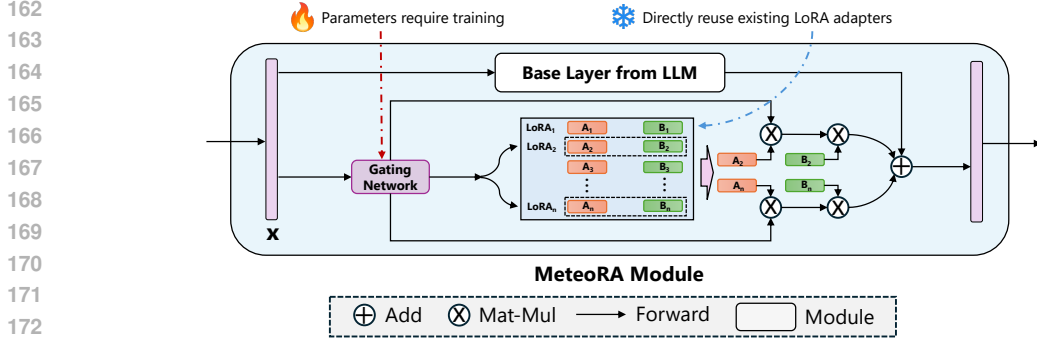 162
163
164
165
166
167
168
169
170
171
172
Parameters require training
Directly reuse existing LoRA adapters
Base Layer from LLM
LoRA₁ A₁ B₁
LoRA₂ A₂ B₂
A₃ B₃
LoRAₙ Aₙ Bₙ
Gating
Network
A₂ B₂
Aₙ Bₙ
x
MeteoRA Module
Add Mat-Mul Forward Module